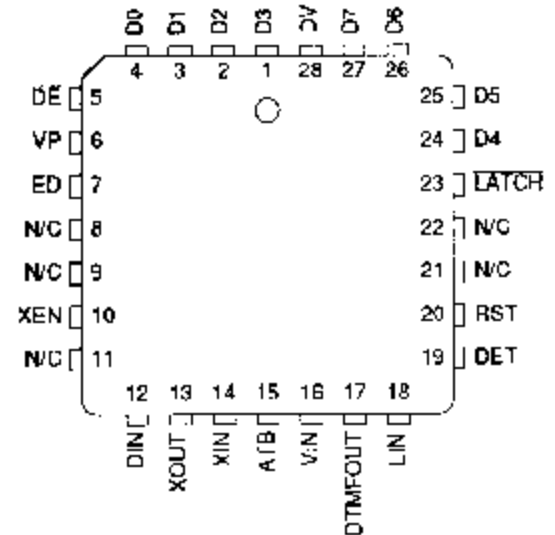 D0 D1 D2 D3 DV D7 D6
4 3 2 1 28 27 26
DE 5 25 D5
VP 6 24 D4
ED 7 23 LATCH
N/C 8 22 N/C
N/C 9 21 N/C
XEN 10 20 RST
N/C 11 19 DET
12 13 14 15 16 17 18
DIN XOUT XIN ATB VIN DTMFOUT LIN